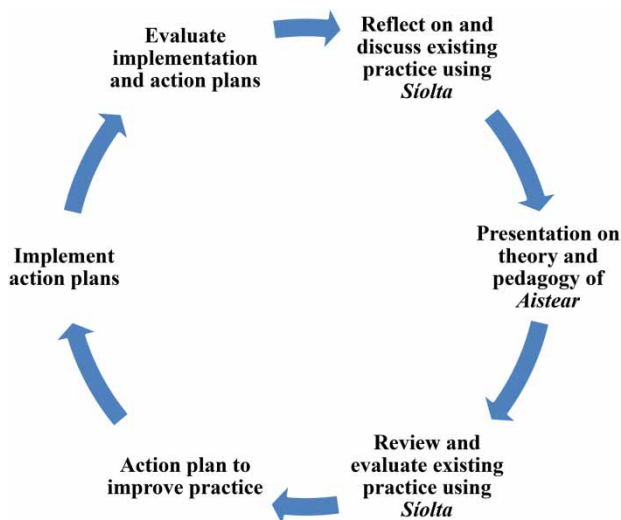 Reflect on and
discuss existing
practice using
Síolta
Presentation on
theory and
pedagogy of
Aistear
Review and
evaluate existing
practice using
Síolta
Action plan to
improve practice
Implement
action plans
Evaluate
implementation
and action plans